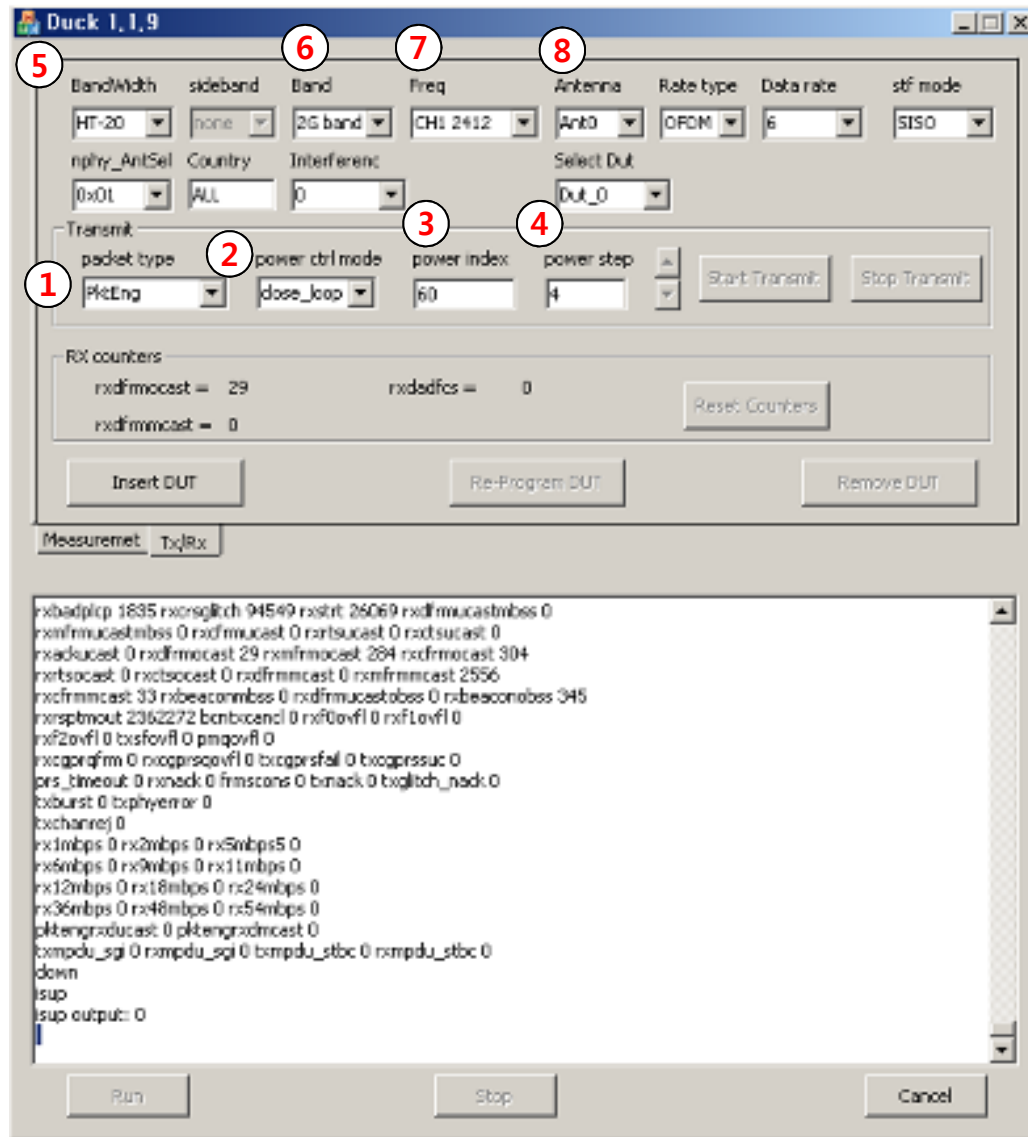 Duck 1,1,9
5 6 7 8
BandWidth sideband Band Freq Antenna Rate type Data rate stf mode
HT-20 none 2G band CH1 2412 Ant0 OFDM 6 SISO
nphy_AntSel Country Interferenc Select Dut
0x01 ALL 0 Dut_0
Transmit
1 2 3 4
packet type power ctrl mode power index power step
PktEng close_loop 60 4 Start Transmit Stop Transmit
RX counters
rxdfrmocast = 29 rxdadfcs = 0
Reset Counters
rxdfrmmcast = 0
Insert DUT Re-Program DUT Remove DUT
Measuremet Tx/Rx
rxbadplcp 1835 rxcrsglitch 94549 rxstrt 26069 rxdfrmucastmbss 0
rxmfrmucastmbss 0 rxcfrmucast 0 rxrtsucast 0 rxctsucast 0
rxackucast 0 rxdfrmocast 29 rxmfrmocast 284 rxcfrmocast 304
rxrtsocast 0 rxctsocast 0 rxdfrmmcast 0 rxmfrmmcast 2556
rxcfrmmcast 33 rxbeaconmbss 0 rxdfrmucastobss 0 rxbeaconobss 345
rxrsptmout 2362272 bcntxcancl 0 rxf0ovfl 0 rxf1ovfl 0
rxf2ovfl 0 txsfovfl 0 pmqovfl 0
rxcgprqfrm 0 rxcgprsqovfl 0 txcgprsfail 0 txcgprssuc 0
prs_timeout 0 rxnack 0 frmscons 0 txnack 0 txglitch_nack 0
txburst 0 txphyerror 0
txchanrej 0
rx1mbps 0 rx2mbps 0 rx5mbps5 0
rx6mbps 0 rx9mbps 0 rx11mbps 0
rx12mbps 0 rx18mbps 0 rx24mbps 0
rx36mbps 0 rx48mbps 0 rx54mbps 0
pktengrxducast 0 pktengrxdmcast 0
txmpdu_sgi 0 rxmpdu_sgi 0 txmpdu_stbc 0 rxmpdu_stbc 0
down
isup
isup output: 0
Run Stop Cancel